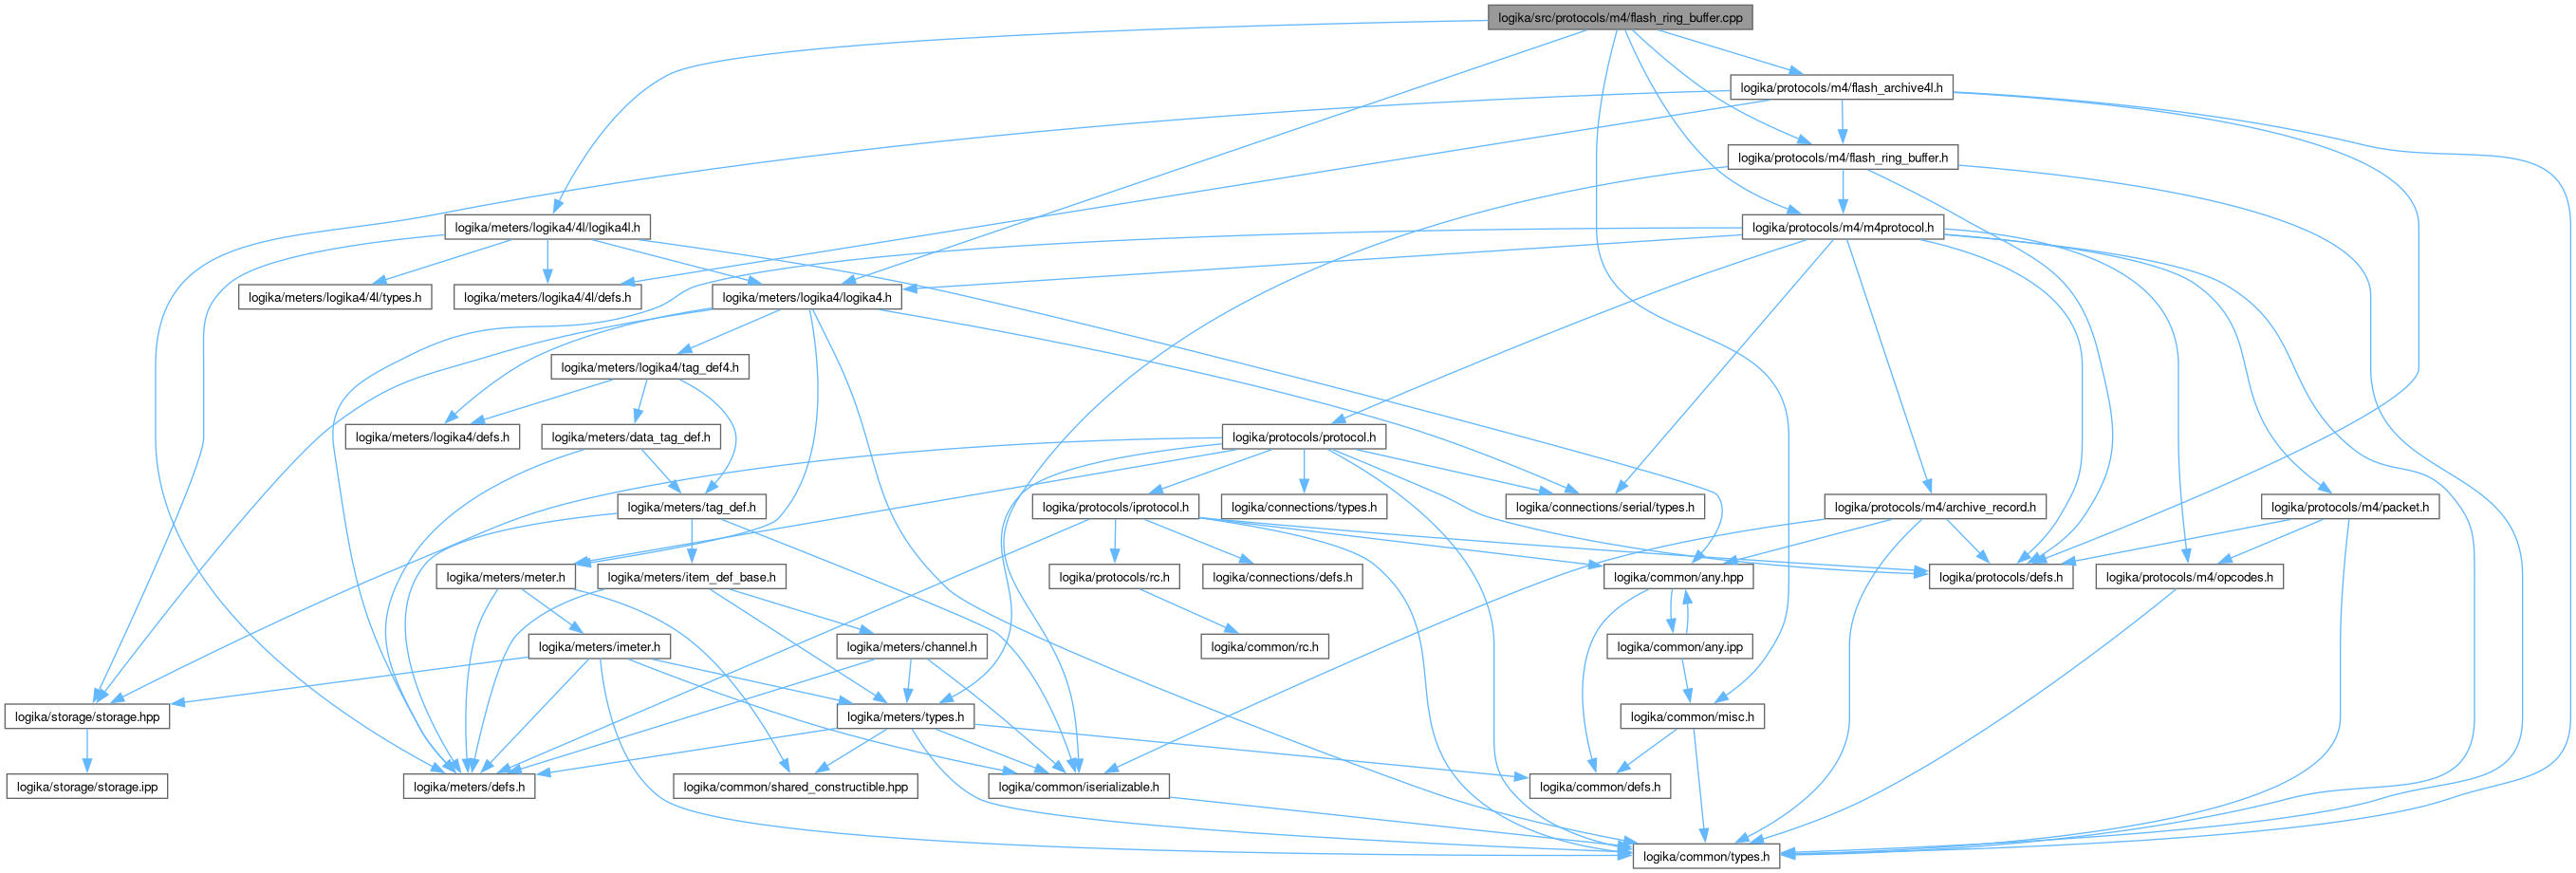 logika/src/protocols/m4/flash_ring_buffer.cpp
logika/protocols/m4/flash_archive4l.h
logika/protocols/m4/flash_ring_buffer.h
logika/meters/logika4/4l/logika4l.h
logika/protocols/m4/m4protocol.h
logika/meters/logika4/4l/types.h
logika/meters/logika4/4l/defs.h
logika/meters/logika4/logika4.h
logika/meters/logika4/tag_def4.h
logika/meters/logika4/defs.h
logika/meters/data_tag_def.h
logika/protocols/protocol.h
logika/meters/tag_def.h
logika/protocols/iprotocol.h
logika/connections/types.h
logika/connections/serial/types.h
logika/protocols/m4/archive_record.h
logika/protocols/m4/packet.h
logika/meters/meter.h
logika/meters/item_def_base.h
logika/protocols/rc.h
logika/connections/defs.h
logika/common/any.hpp
logika/protocols/defs.h
logika/protocols/m4/opcodes.h
logika/meters/imeter.h
logika/meters/channel.h
logika/common/rc.h
logika/common/any.ipp
logika/storage/storage.hpp
logika/meters/types.h
logika/common/misc.h
logika/storage/storage.ipp
logika/meters/defs.h
logika/common/shared_constructible.hpp
logika/common/iserializable.h
logika/common/defs.h
logika/common/types.h